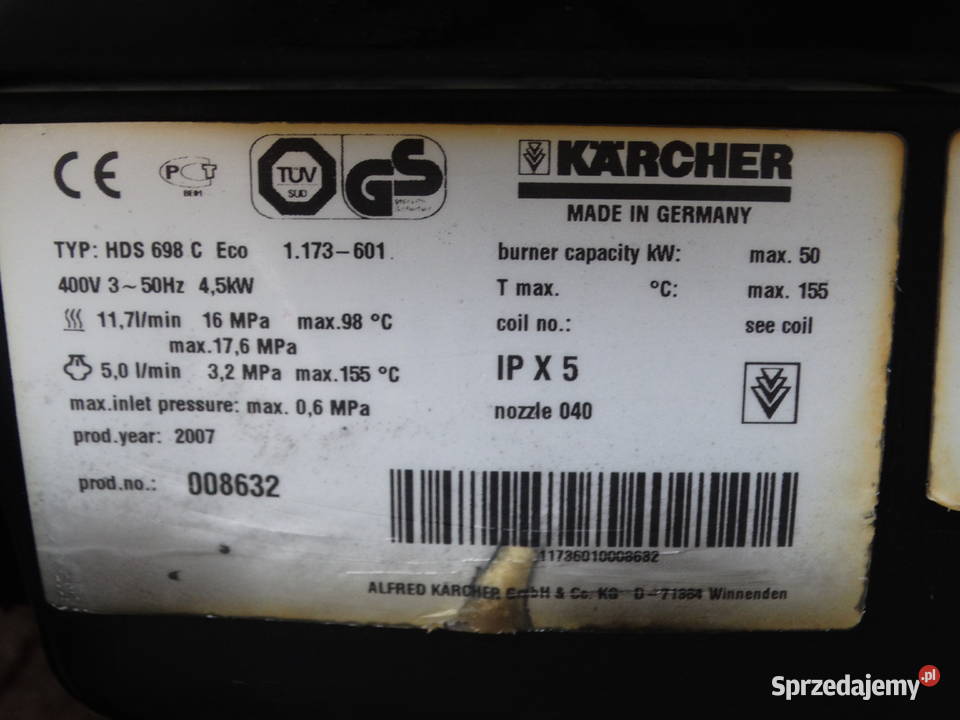 CE PCT BE01 TÜV SÜD GS KÄRCHER
MADE IN GERMANY
TYP: HDS 698 C Eco 1.173-601
400V 3~50Hz 4,5kW
11,7l/min 16 MPa max.98 °C
max.17,6 MPa
5,0 l/min 3,2 MPa max.155 °C
max.inlet pressure: max. 0,6 MPa
prod.year: 2007
prod.no.: 008632
burner capacity kW: max. 50
T max. °C: max. 155
coil no.: see coil
IP X 5
nozzle 040
11736010008632
ALFRED KÄRCHER GmbH & Co. KG D-71364 Winnenden
Sprzedajemy.pl